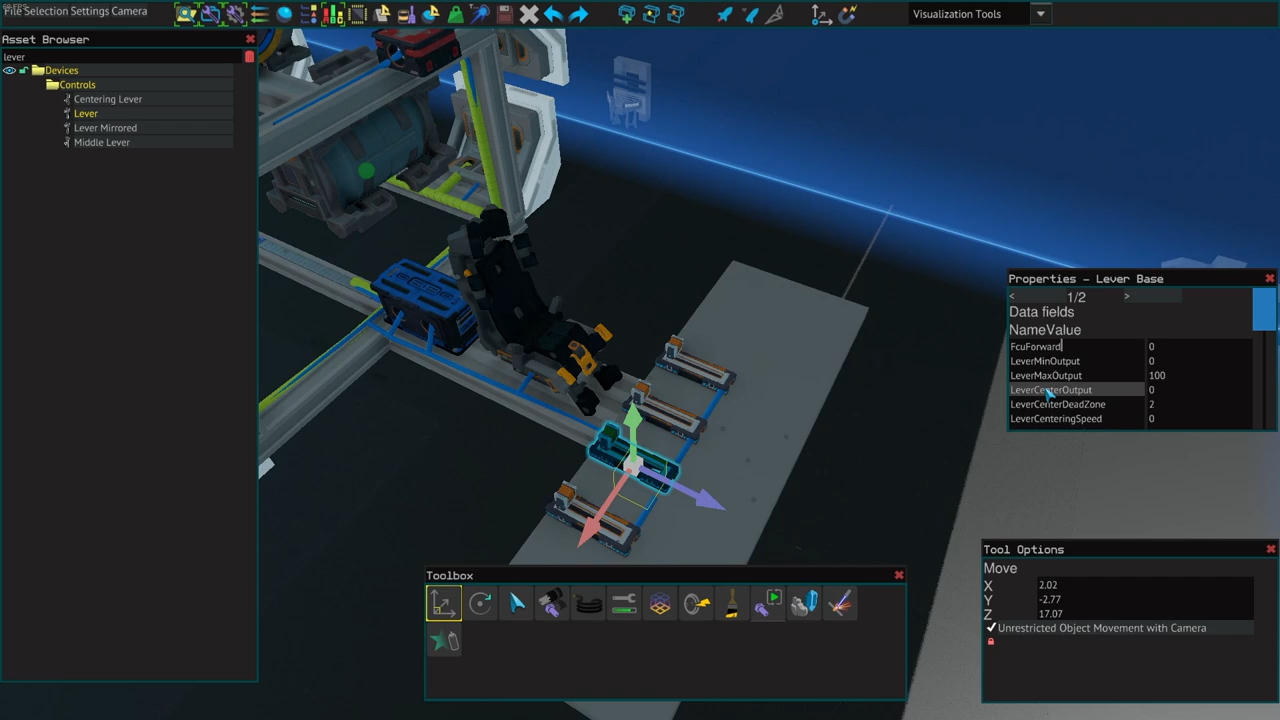 File Selection Settings Camera
Visualization Tools
Asset Browser
lever
Devices
Controls
Centering Lever
Lever
Lever Mirrored
Middle Lever
Properties – Lever Base
< 1/2 >
Data fields
NameValue
FcuForward 0
LeverMinOutput 0
LeverMaxOutput 100
LeverCenterOutput 0
LeverCenterDeadZone 2
LeverCenteringSpeed 0
Tool Options
Move
X 2.02
Y -2.77
Z 17.07
Unrestricted Object Movement with Camera
Toolbox